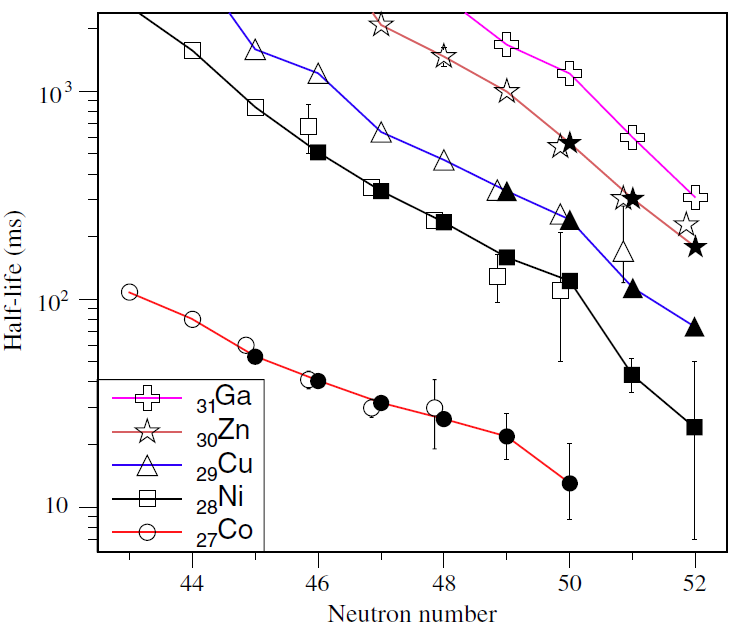 10³
10²
10
Half-life (ms)
₃₁Ga
₃₀Zn
₂₉Cu
₂₈Ni
₂₇Co
44 46 48 50 52
Neutron number